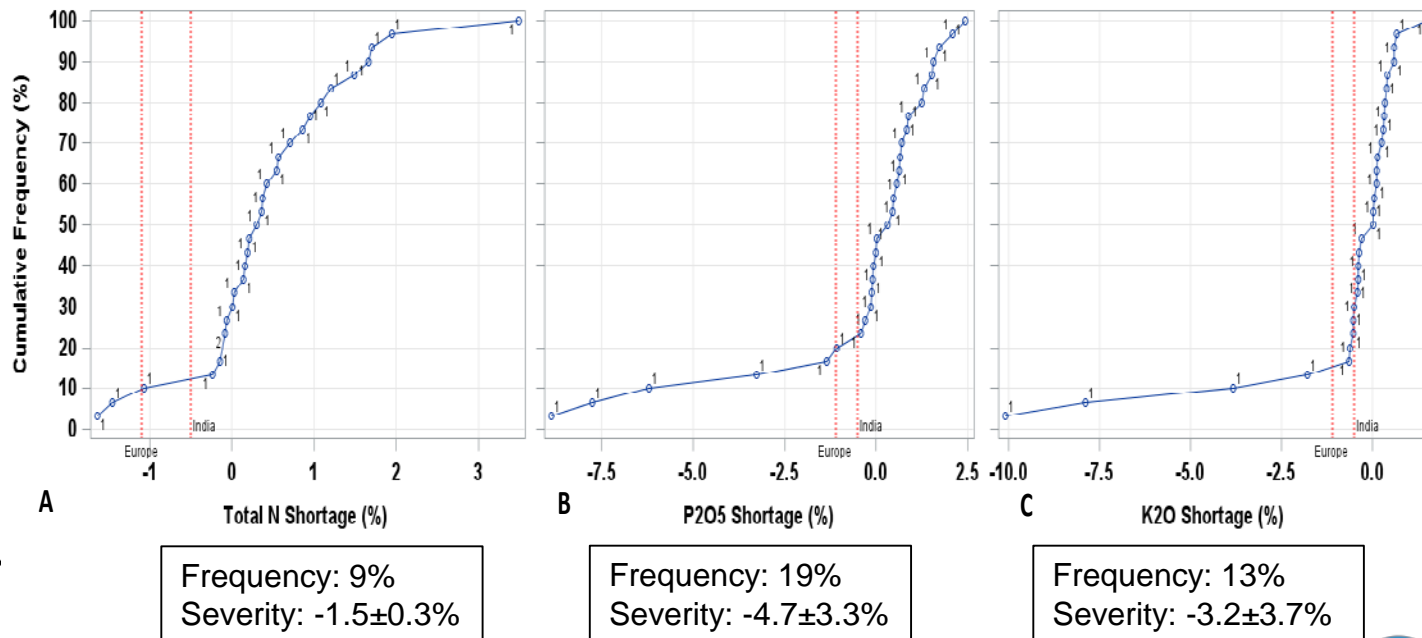 Cumulative Frequency (%)
100
90
80
70
60
50
40
30
20
10
0
Europe
India
-1 0 1 2 3
A
Total N Shortage (%)
Europe
India
-7.5 -5.0 -2.5 0.0 2.5
B
P2O5 Shortage (%)
Europe
India
-10.0 -7.5 -5.0 -2.5 0.0
C
K2O Shortage (%)
Frequency: 9%
Severity: -1.5±0.3%
Frequency: 19%
Severity: -4.7±3.3%
Frequency: 13%
Severity: -3.2±3.7%